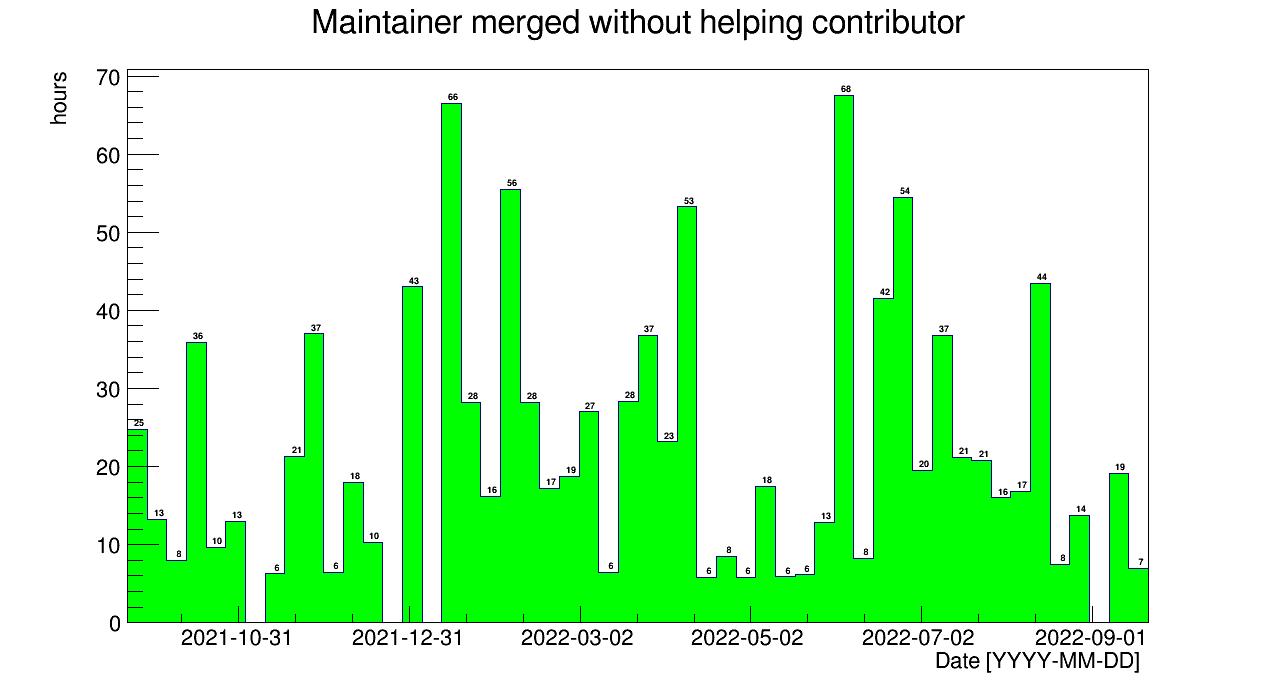 Maintainer merged without helping contributor
hours
70
60
50
40
30
20
10
0
25 13 8 36 10 13 6 21 37 6 18 10 43 66 28 16 56 28 17 19 27 6 28 37 23 53 6 8 6 18 6 6 13 68 8 42 54 20 37 21 21 16 17 44 8 14 19 7
2021-10-31 2021-12-31 2022-03-02 2022-05-02 2022-07-02 2022-09-01
Date [YYYY-MM-DD]